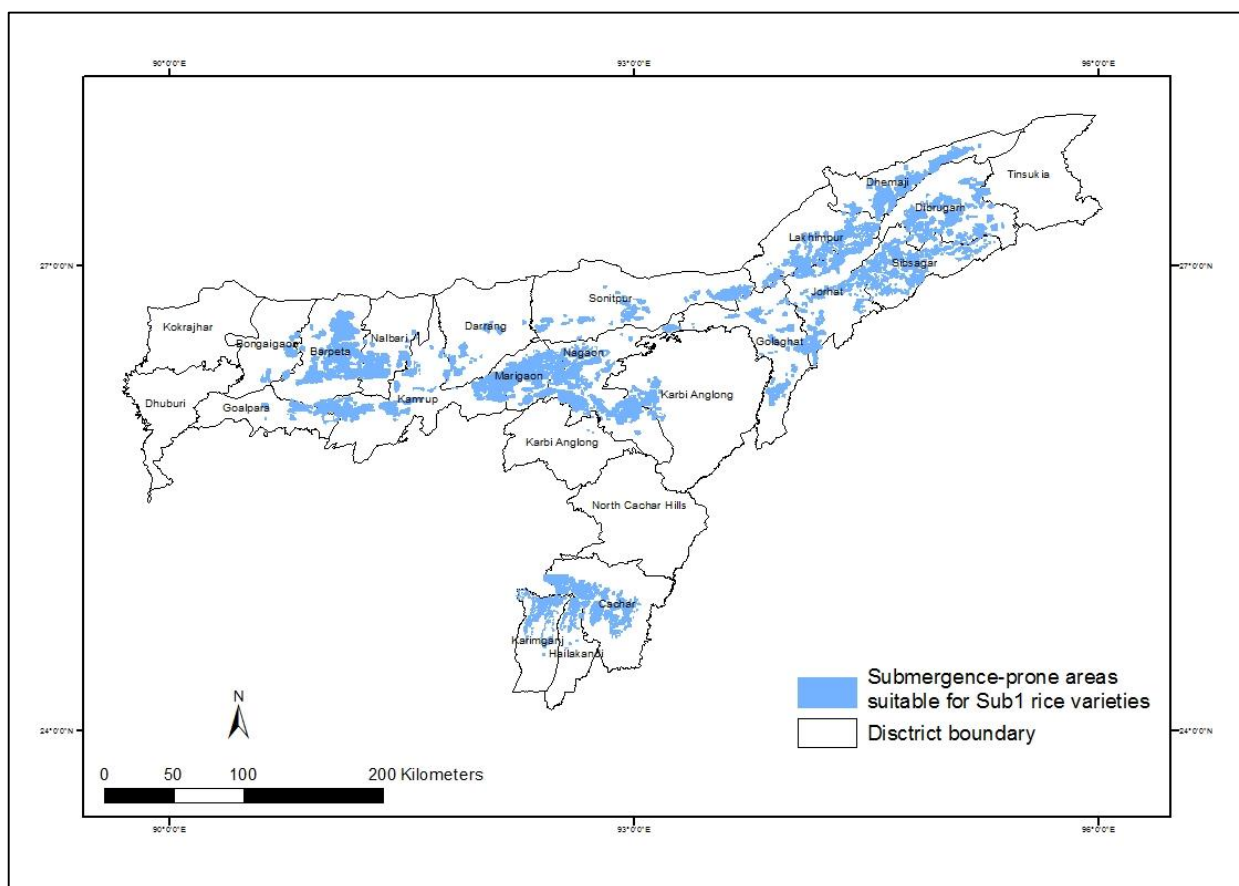 90°0'0"E
93°0'0"E
96°0'0"E
Tinsukia
Dhemaji
Dibrugarh
Lakhimpur
27°0'0"N
27°0'0"N
Sibsagar
Jorhat
Sonitpur
Kokrajhar
Darrang
Nalbari
Golaghat
Bongaigaon
Barpeta
Nagaon
Marigaon
Karbi Anglong
Kamrup
Dhuburi
Goalpara
Karbi Anglong
North Cachar Hills
Cachar
Karimganj
Hailakandi
Submergence-prone areas
suitable for Sub1 rice varieties
N
24°0'0"N
24°0'0"N
Disctrict boundary
0 50 100 200 Kilometers
90°0'0"E
93°0'0"E
96°0'0"E